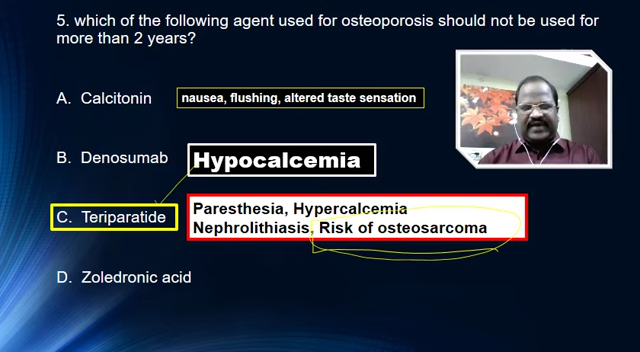 5. which of the following agent used for osteoporosis should not be used for
more than 2 years?
A. Calcitonin
nausea, flushing, altered taste sensation
B. Denosumab
Hypocalcemia
C. Teriparatide
Paresthesia, Hypercalcemia
Nephrolithiasis, Risk of osteosarcoma
D. Zoledronic acid